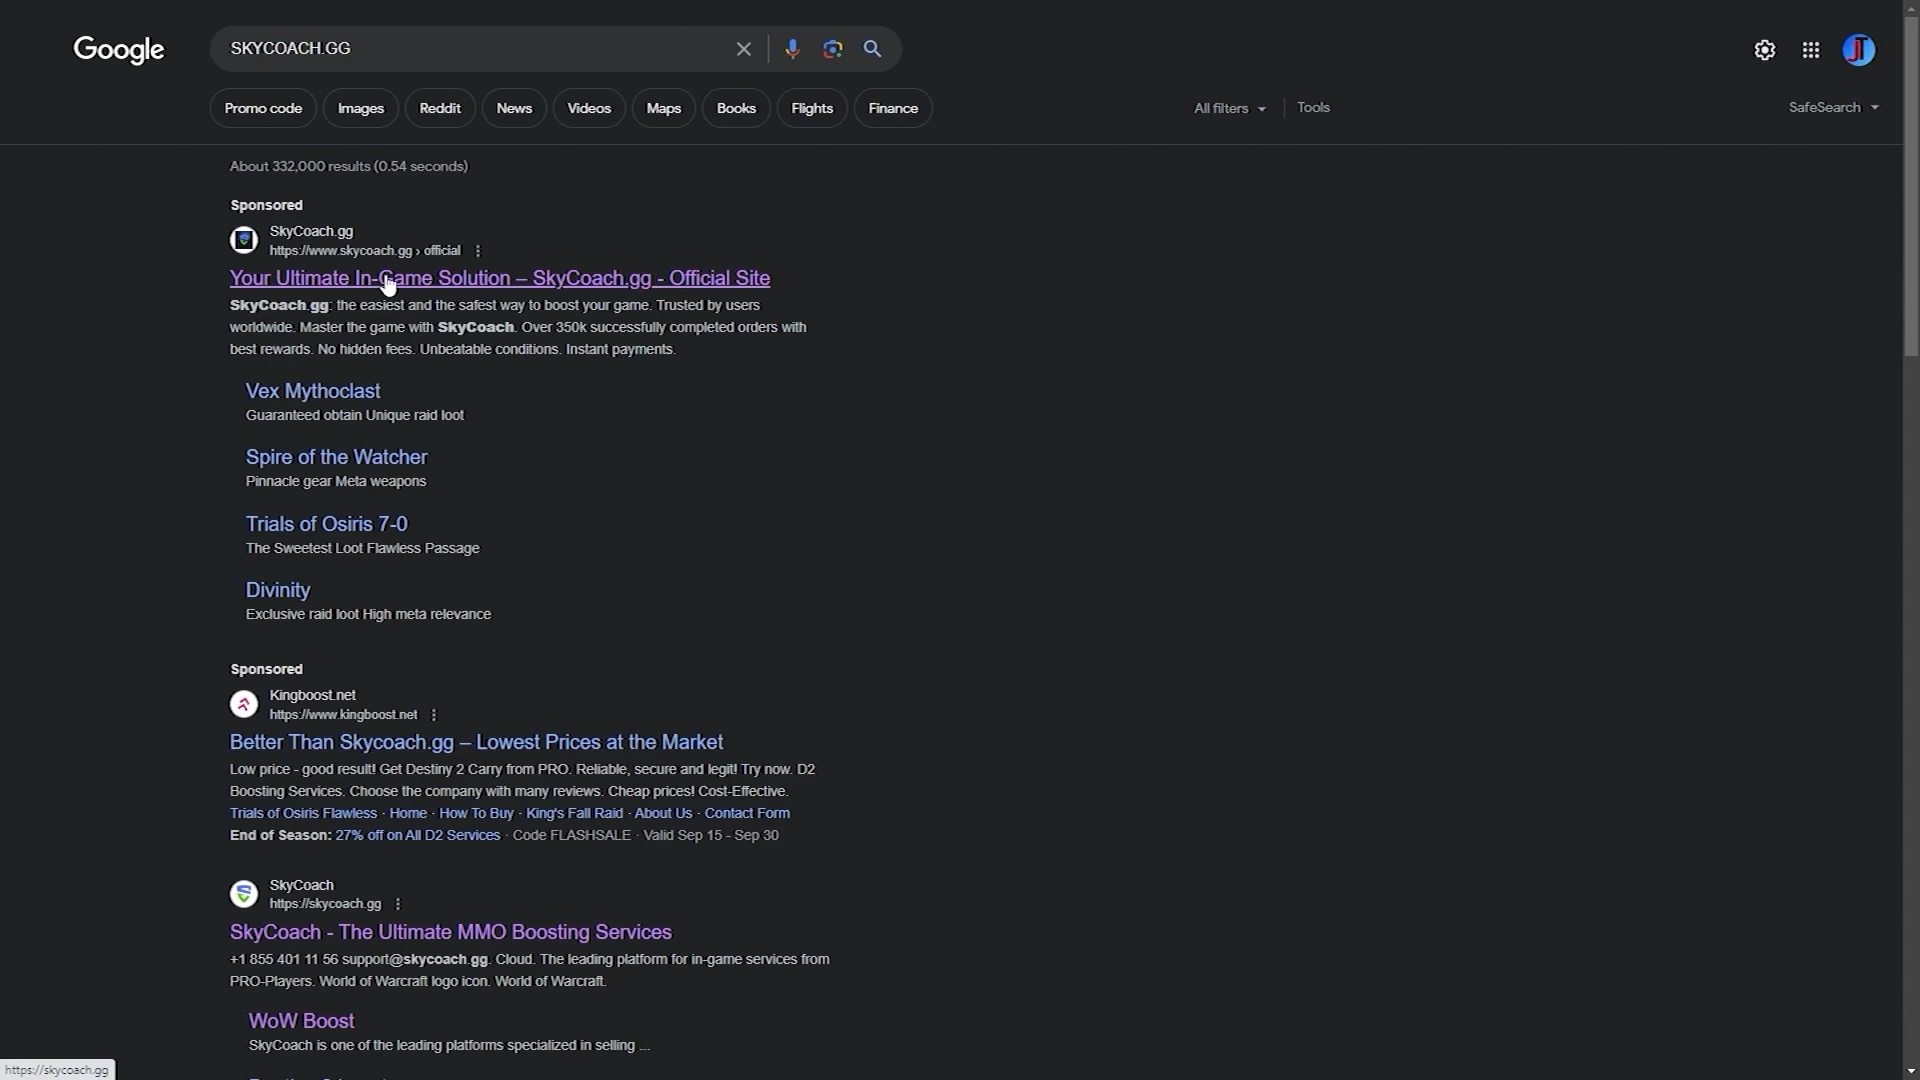 Google
SKYCOACH.GG
Promo code
Images
Reddit
News
Videos
Maps
Books
Flights
Finance
All filters
Tools
SafeSearch
JT
About 332,000 results (0.54 seconds)
Sponsored
SkyCoach.gg
https://www.skycoach.gg › official
Your Ultimate In-Game Solution – SkyCoach.gg - Official Site
SkyCoach.gg: the easiest and the safest way to boost your game. Trusted by users
worldwide. Master the game with SkyCoach. Over 350k successfully completed orders with
best rewards. No hidden fees. Unbeatable conditions. Instant payments.
Vex Mythoclast
Guaranteed obtain Unique raid loot
Spire of the Watcher
Pinnacle gear Meta weapons
Trials of Osiris 7-0
The Sweetest Loot Flawless Passage
Divinity
Exclusive raid loot High meta relevance
Sponsored
Kingboost.net
https://www.kingboost.net
Better Than Skycoach.gg – Lowest Prices at the Market
Low price - good result! Get Destiny 2 Carry from PRO. Reliable, secure and legit! Try now. D2
Boosting Services. Choose the company with many reviews. Cheap prices! Cost-Effective.
Trials of Osiris Flawless · Home · How To Buy · King's Fall Raid · About Us · Contact Form
End of Season: 27% off on All D2 Services · Code FLASHSALE · Valid Sep 15 - Sep 30
SkyCoach
https://skycoach.gg
SkyCoach - The Ultimate MMO Boosting Services
+1 855 401 11 56 support@skycoach.gg. Cloud. The leading platform for in-game services from
PRO-Players. World of Warcraft logo icon. World of Warcraft.
WoW Boost
SkyCoach is one of the leading platforms specialized in selling ...
https://skycoach.gg